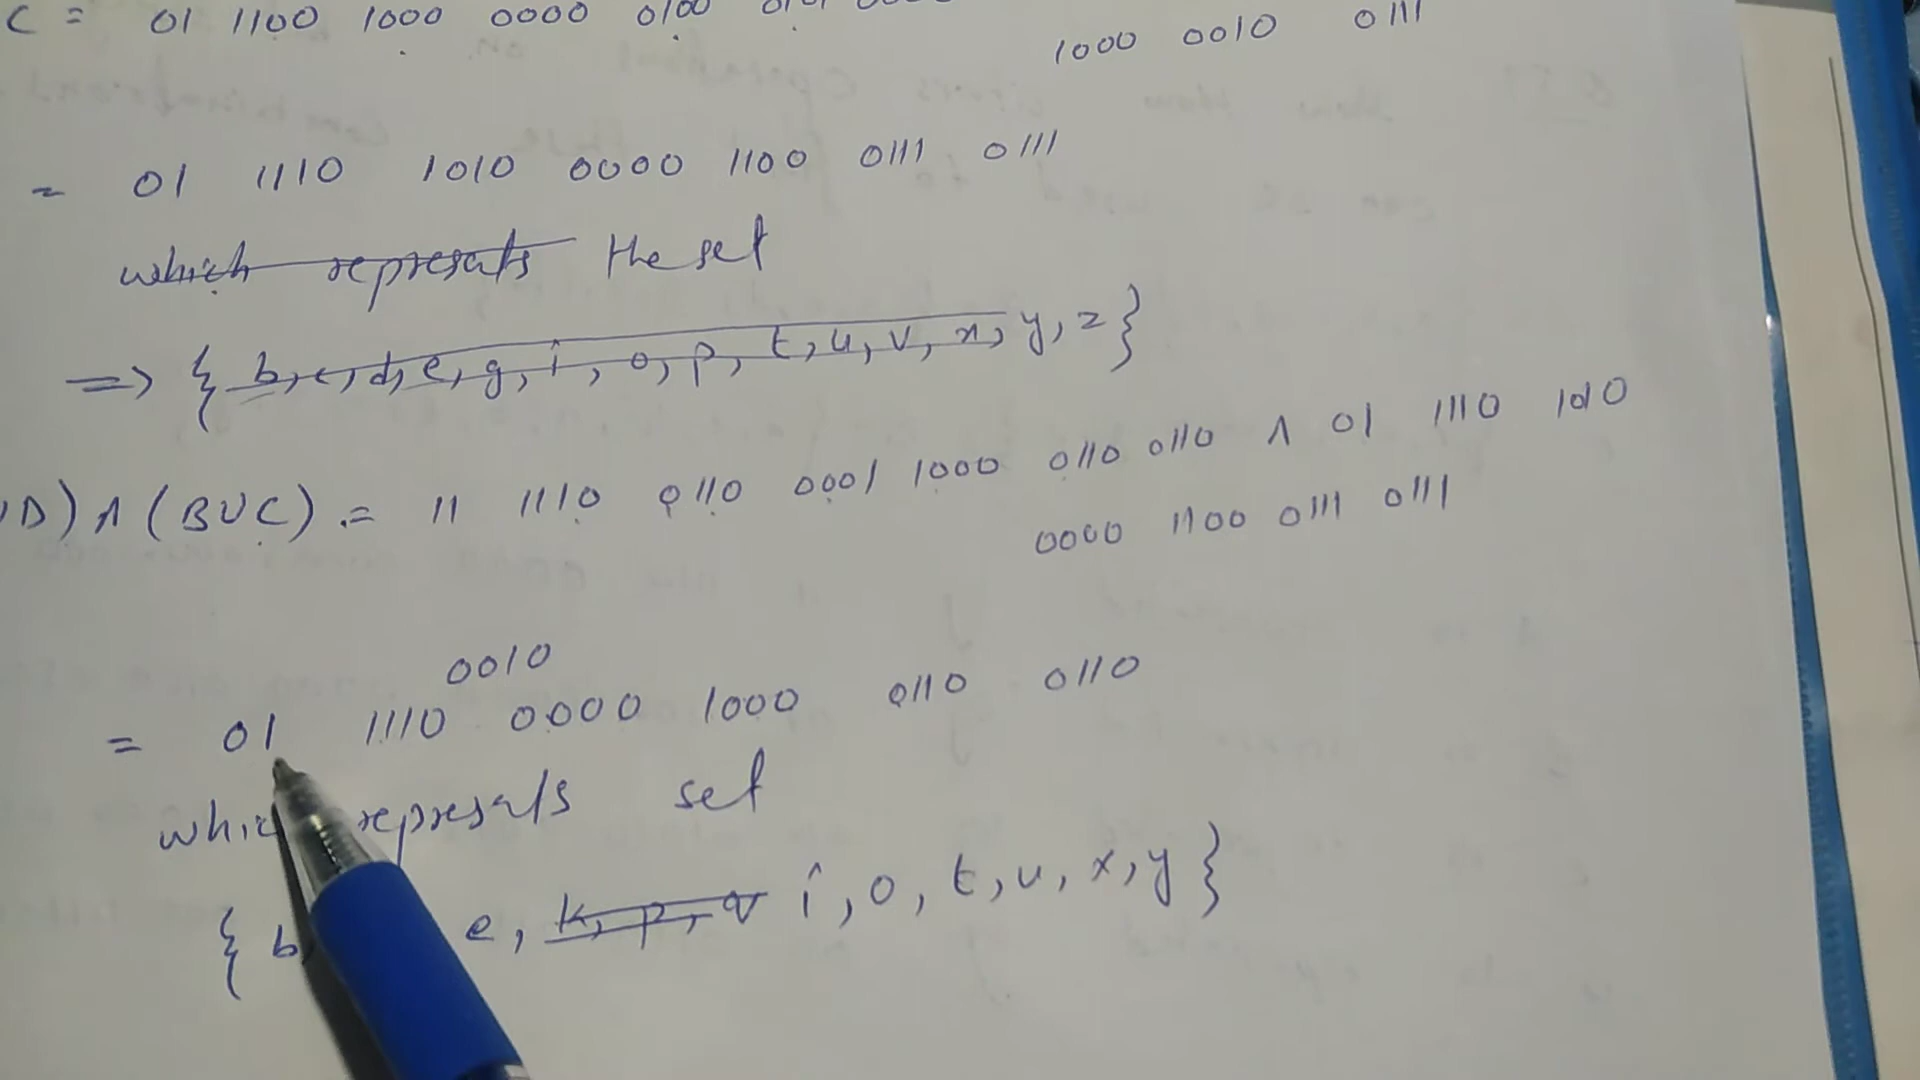 C = 01 1100 1000 0000 0100
1000 0010 0111
= 01 1110 1010 0000 1100 0111 0111
which represents the set
=> { b, c, d, e, g, i, o, p, t, u, v, x, y, z }
D) ∧ (BUC) = 11 1110 0110 0001 1000 0110 0110 ∧ 01 1110 1010
0000 1100 0111 0111
0010
= 01 1110 0000 1000 0110 0110
which represents set
{ b, e, k, p, i, o, t, u, x, y }